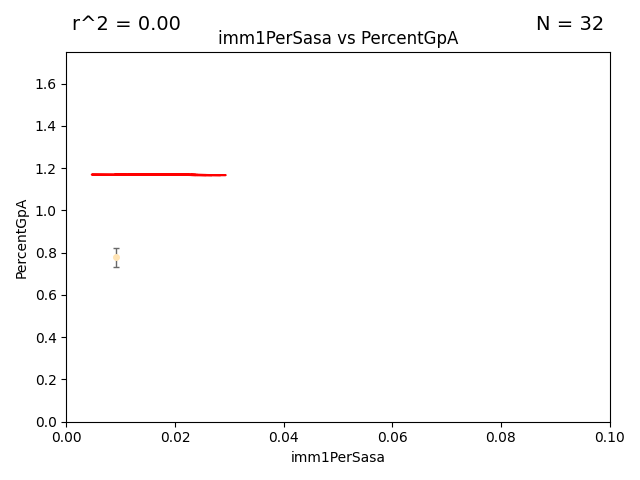 r^2 = 0.00
N = 32
imm1PerSasa vs PercentGpA
PercentGpA
1.6
1.4
1.2
1.0
0.8
0.6
0.4
0.2
0.0
0.00 0.02 0.04 0.06 0.08 0.10
imm1PerSasa